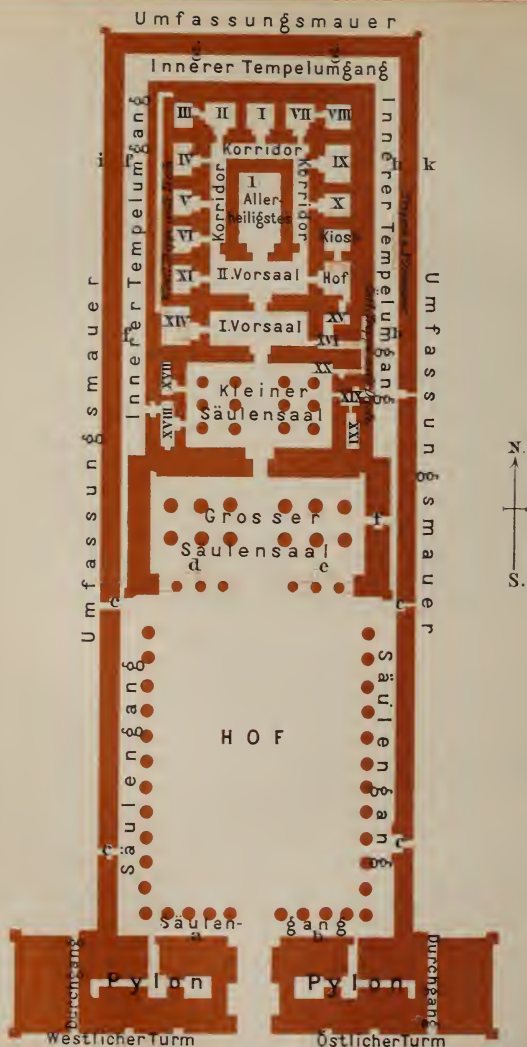 Umfassungsmauer
Innerer Tempelumgang
III II I VII VIII
Korridor
Innerer Tempelumgang
Innerer Tempelumgang
i f IV IX h k
1
Aller-
heiligstes
Korridor
Korridor
V X
VI Kiosk
XI II. Vorsaal Hof
XIV I. Vorsaal XV
XVI
f
Umfassungsmauer
Umfassungsmauer
XVII XX
Kleiner
Säulensaal
XVIII XIX
XXI
g
N.
S.
Grosser
Säulensaal
f
d e
c c
Säulengang
Säulengang
HOF
c c
Säulen- gang
a b
Durchgang
Durchgang
Pylon Pylon
Westlicher Turm Östlicher Turm